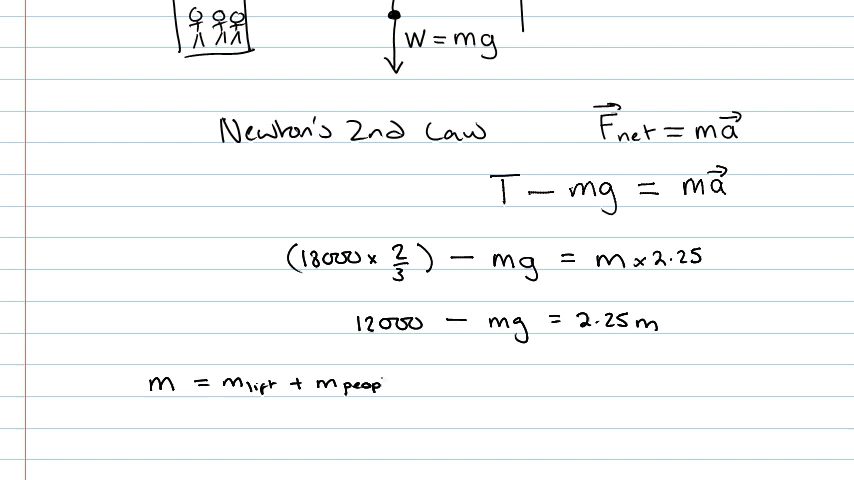 W = mg
Newton's 2nd Law F⃗net = ma⃗
T − mg = ma⃗
(18000 × 2/3) − mg = m × 2.25
12000 − mg = 2.25m
m = mlift + mpeop